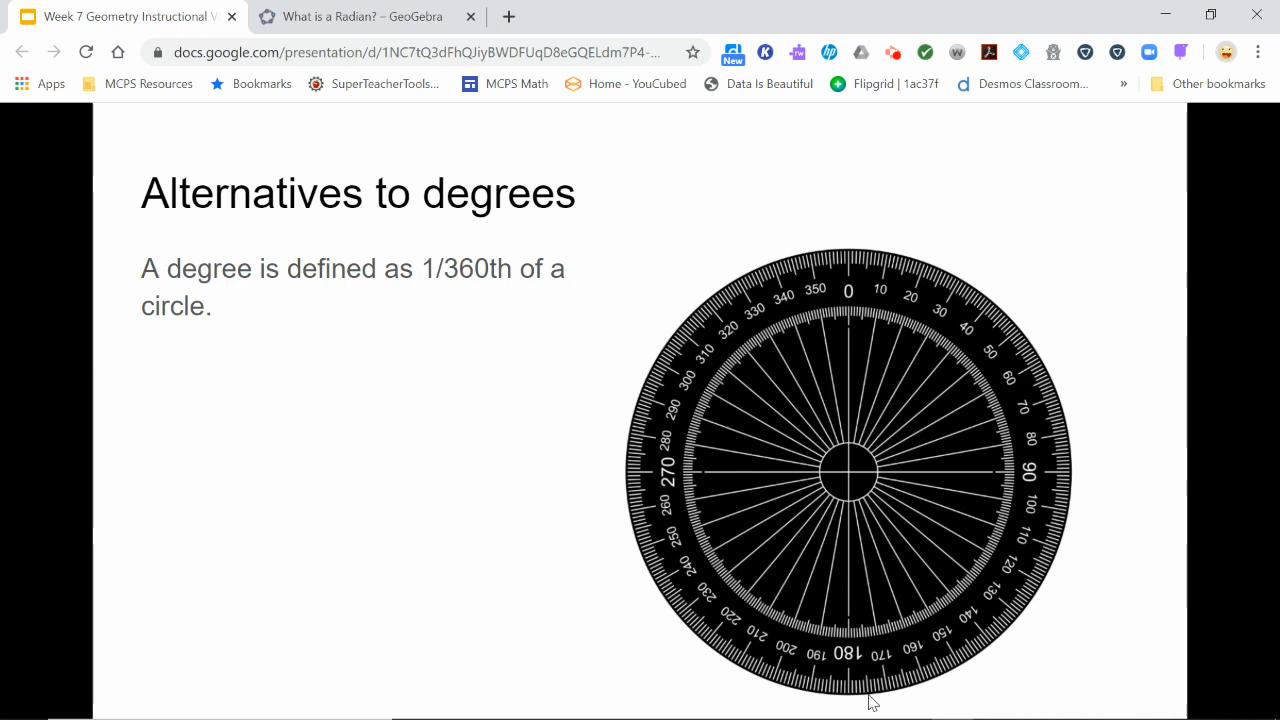 Week 7 Geometry Instructional V
What is a Radian? – GeoGebra
docs.google.com/presentation/d/1NC7tQ3dFhQJiyBWDFUqD8eGQELdm7P4-...
New
Apps
MCPS Resources
Bookmarks
SuperTeacherTools...
MCPS Math
Home - YouCubed
Data Is Beautiful
Flipgrid | 1ac37f
Desmos Classroom...
»
Other bookmarks
Alternatives to degrees
A degree is defined as 1/360th of a
circle.
0
10
20
30
40
50
60
70
80
90
100
110
120
130
140
150
160
170
180
190
200
210
220
230
240
250
260
270
280
290
300
310
320
330
340
350